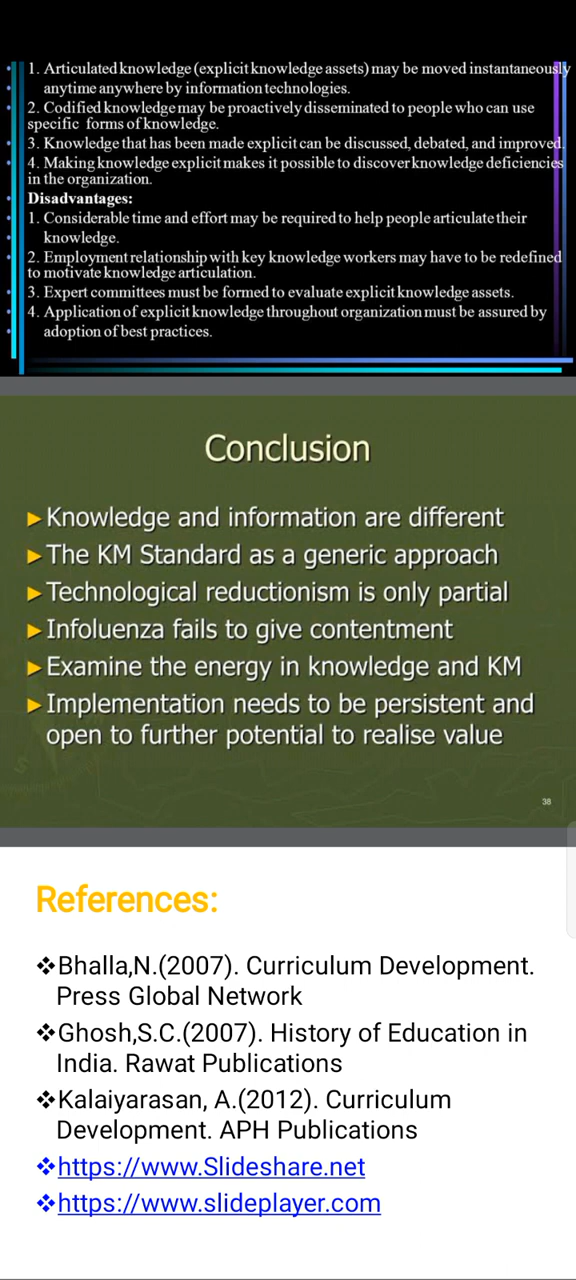 • 1. Articulated knowledge (explicit knowledge assets) may be moved instantaneously
• anytime anywhere by information technologies.
• 2. Codified knowledge may be proactively disseminated to people who can use
specific forms of knowledge.
• 3. Knowledge that has been made explicit can be discussed, debated, and improved.
• 4. Making knowledge explicit makes it possible to discover knowledge deficiencies
in the organization.
• Disadvantages:
• 1. Considerable time and effort may be required to help people articulate their
• knowledge.
• 2. Employment relationship with key knowledge workers may have to be redefined
to motivate knowledge articulation.
• 3. Expert committees must be formed to evaluate explicit knowledge assets.
• 4. Application of explicit knowledge throughout organization must be assured by
• adoption of best practices.
Conclusion
►Knowledge and information are different
►The KM Standard as a generic approach
►Technological reductionism is only partial
►Infoluenza fails to give contentment
►Examine the energy in knowledge and KM
►Implementation needs to be persistent and
open to further potential to realise value
38
References:
❖Bhalla,N.(2007). Curriculum Development.
Press Global Network
❖Ghosh,S.C.(2007). History of Education in
India. Rawat Publications
❖Kalaiyarasan, A.(2012). Curriculum
Development. APH Publications
❖https://www.Slideshare.net
❖https://www.slideplayer.com